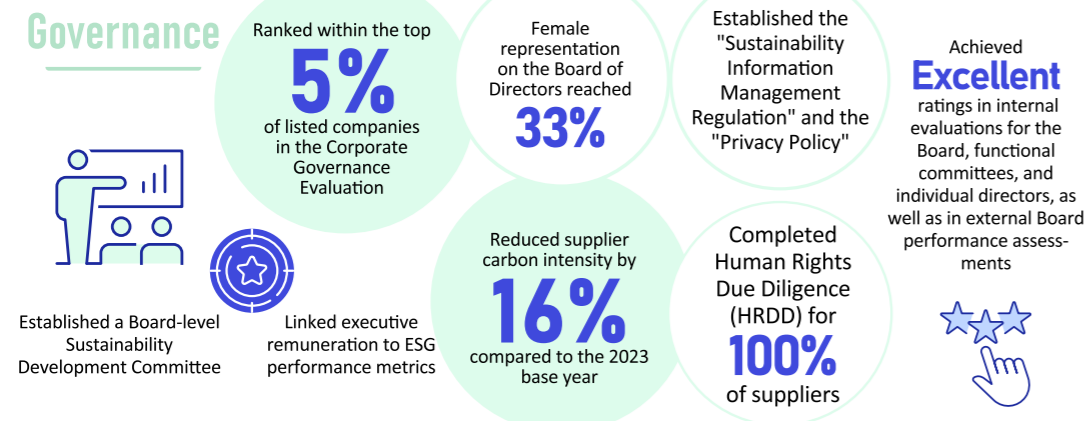 Governance
Ranked within the top
5%
of listed companies
in the Corporate
Governance
Evaluation
Female
representation
on the Board of
Directors reached
33%
Established the
"Sustainability
Information
Management
Regulation" and the
"Privacy Policy"
Achieved
Excellent
ratings in internal
evaluations for the
Board, functional
committees, and
individual directors, as
well as in external Board
performance assess-
ments
Established a Board-level
Sustainability
Development Committee
Linked executive
remuneration to ESG
performance metrics
Reduced supplier
carbon intensity by
16%
compared to the 2023
base year
Completed
Human Rights
Due Diligence
(HRDD) for
100%
of suppliers